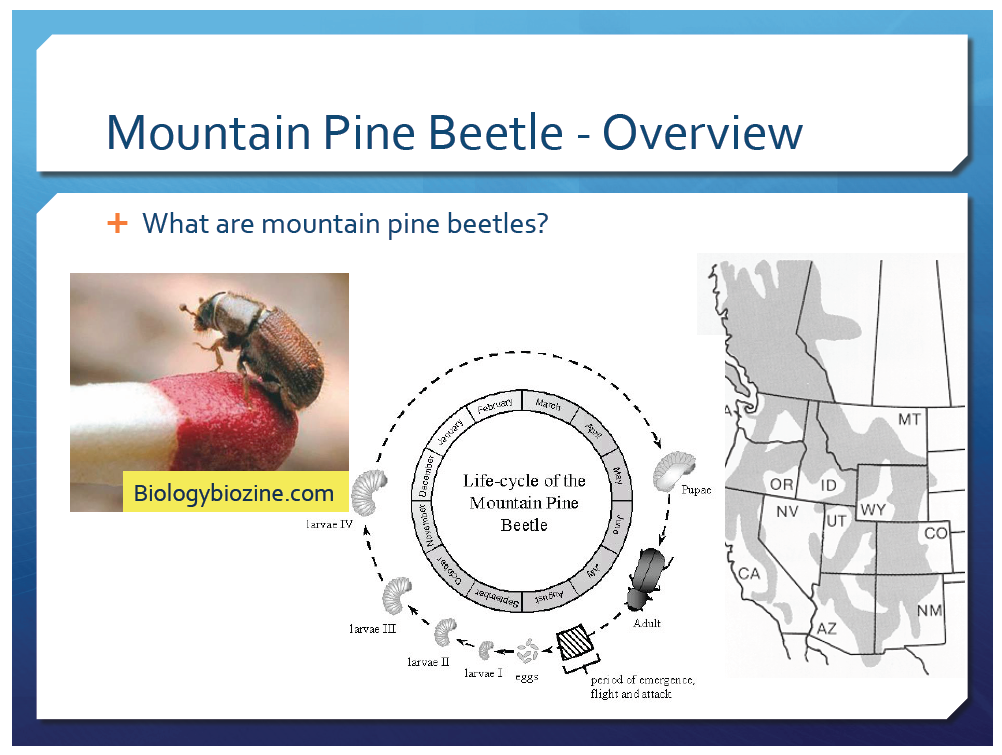 Mountain Pine Beetle - Overview
What are mountain pine beetles?
Biologybiozine.com
Life-cycle of the
Mountain Pine
Beetle
January
February
March
April
May
June
July
August
September
October
November
December
Pupae
Adult
period of emergence,
flight and attack
eggs
larvae I
larvae II
larvae III
larvae IV
MT
OR
ID
WY
NV
UT
CO
CA
AZ
NM